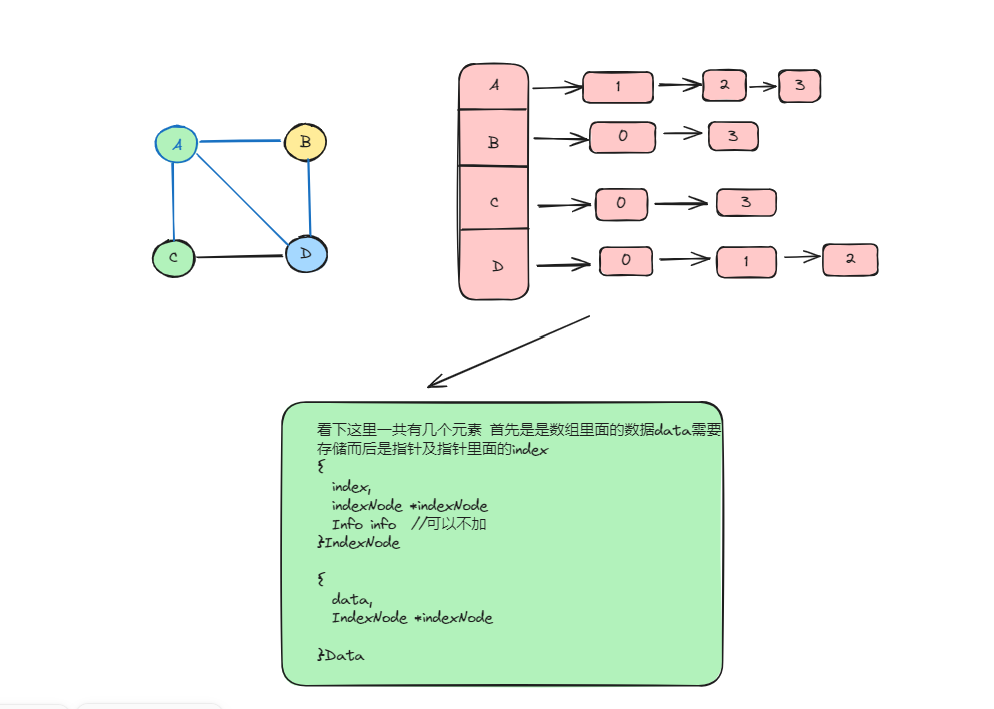 A
B
C
D
A
1
2
3
B
0
3
C
0
3
D
0
1
2
看下这里一共有几个元素 首先是是数组里面的数据data需要
存储而后是指针及指针里面的index
{
index,
indexNode *indexNode
Info info //可以不加
}IndexNode
{
data,
IndexNode *indexNode
}Data